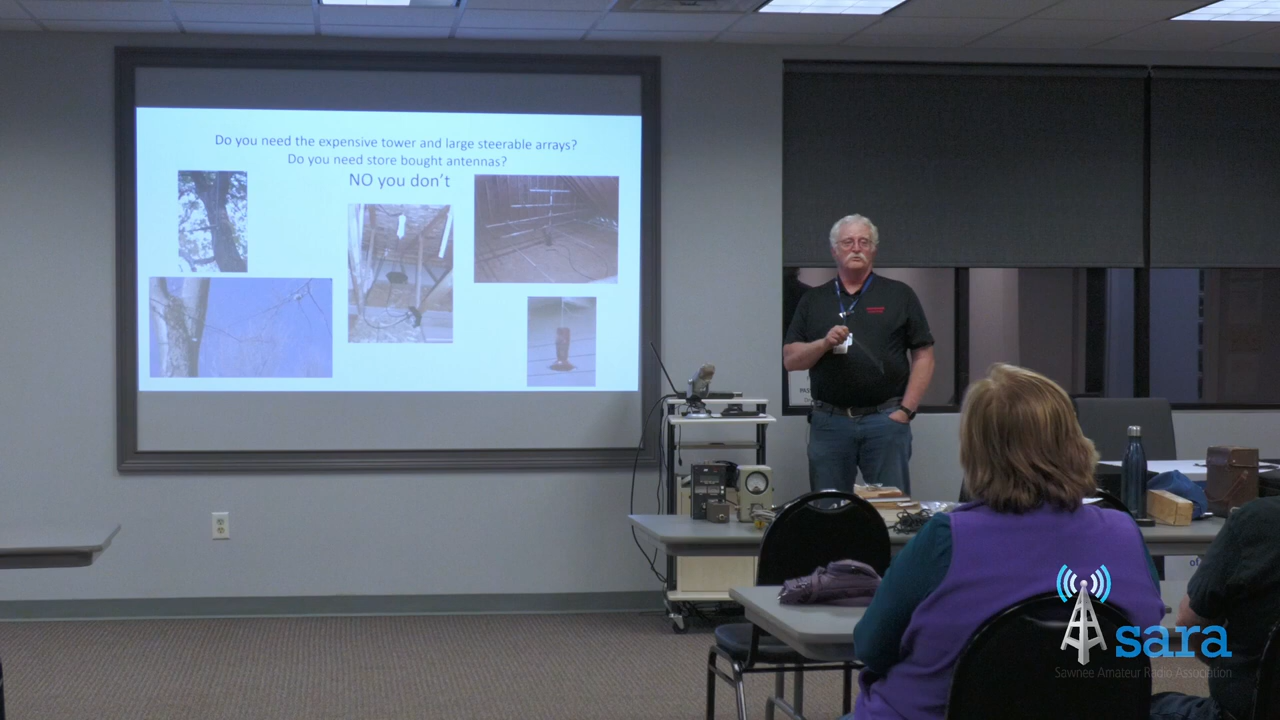 Do you need the expensive tower and large steerable arrays?
Do you need store bought antennas?
NO you don't
sara
Sawnee Amateur Radio Association